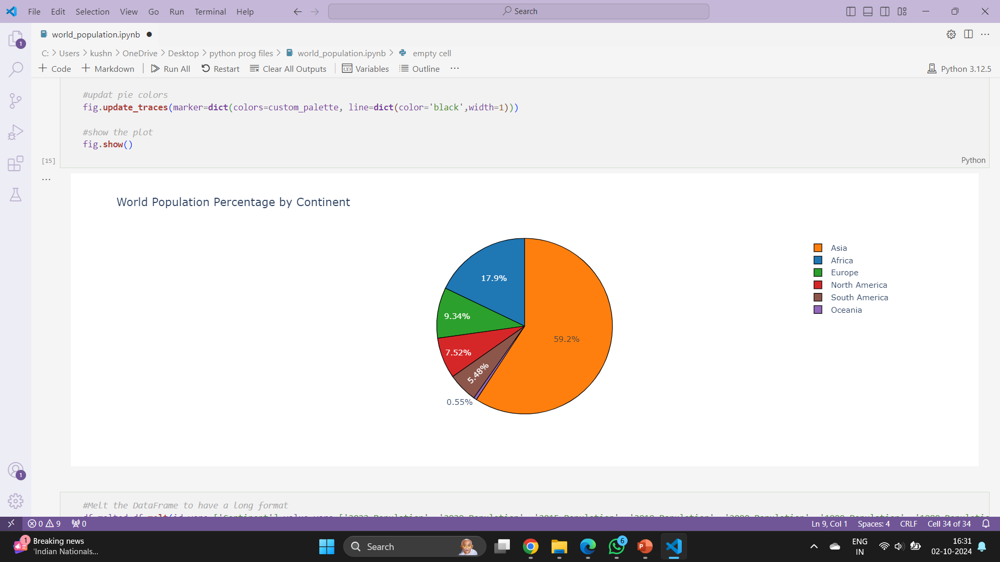 File Edit Selection View Go Run Terminal Help
Search
world_population.ipynb
1
C: > Users > kushn > OneDrive > Desktop > python prog files > world_population.ipynb > empty cell
+ Code + Markdown | Run All Restart Clear All Outputs | Variables Outline ...
Python 3.12.5
#updat pie colors
fig.update_traces(marker=dict(colors=custom_palette, line=dict(color='black',width=1)))
#show the plot
fig.show()
[15]
Python
...
World Population Percentage by Continent
17.9%
9.34%
7.52%
5.48%
0.55%
59.2%
Asia
Africa
Europe
North America
South America
Oceania
1
#Melt the DataFrame to have a long format
0 9 0
Ln 9, Col 1 Spaces: 4 CRLF Cell 34 of 34
1
Breaking news
'Indian Nationals...
Search
6
ENG
IN
16:31
02-10-2024